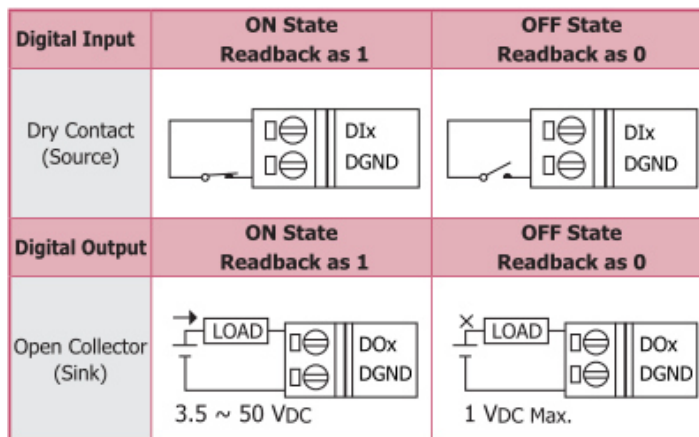 Digital Input
ON State
Readback as 1
OFF State
Readback as 0
Dry Contact
(Source)
DIx
DGND
DIx
DGND
Digital Output
ON State
Readback as 1
OFF State
Readback as 0
Open Collector
(Sink)
LOAD
DOx
DGND
3.5 ~ 50 VDC
LOAD
DOx
DGND
1 VDC Max.